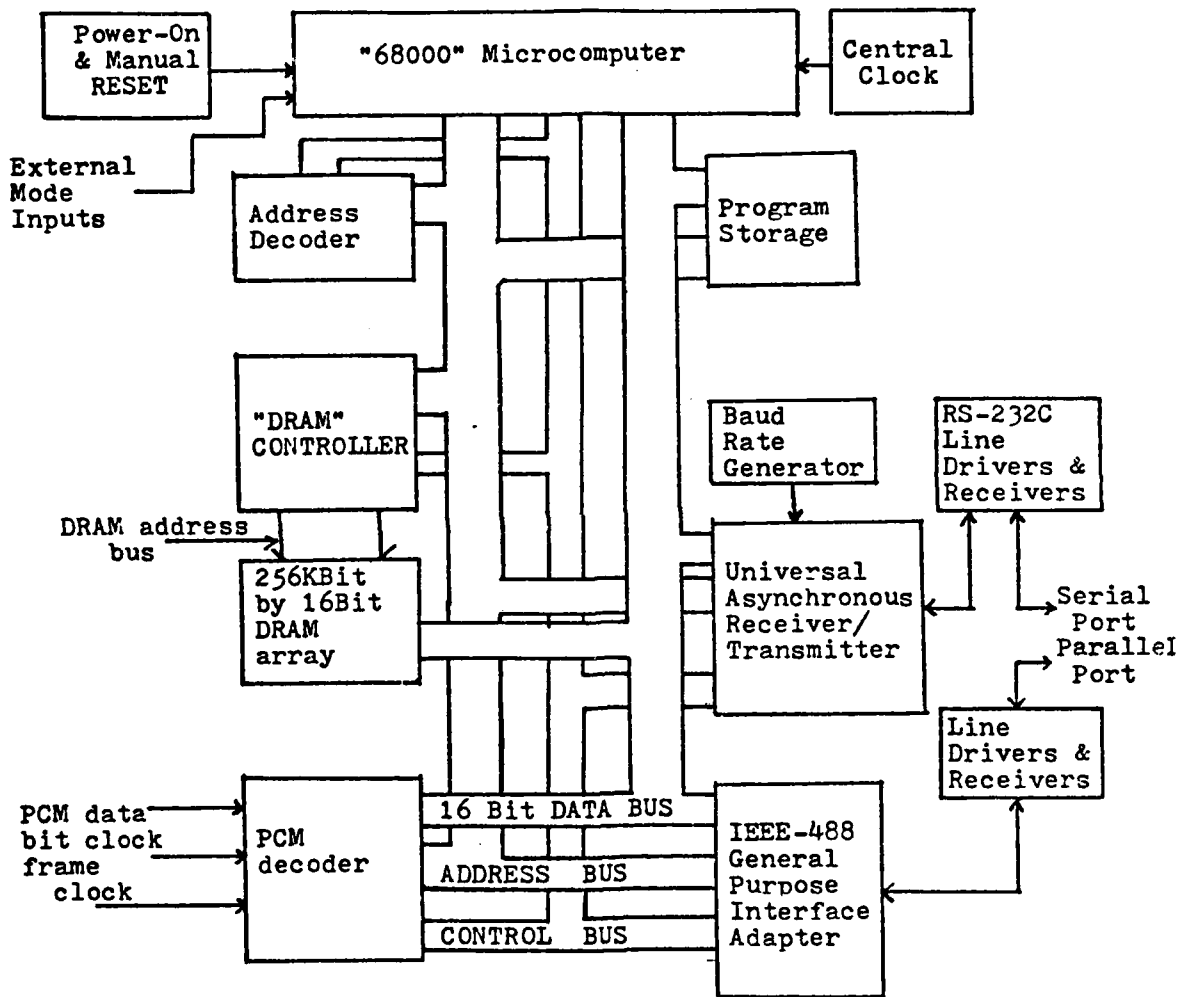 Power-On
& Manual
RESET
"68000" Microcomputer
Central
Clock
External
Mode
Inputs
Address
Decoder
Program
Storage
"DRAM"
CONTROLLER
Baud
Rate
Generator
RS-232C
Line
Drivers &
Receivers
DRAM address
bus
256KBit
by 16Bit
DRAM
array
Universal
Asynchronous
Receiver/
Transmitter
Serial
Port
Parallel
Port
Line
Drivers &
Receivers
PCM data
bit clock
frame
clock
PCM
decoder
16 Bit DATA BUS
ADDRESS BUS
CONTROL BUS
IEEE-488
General
Purpose
Interface
Adapter